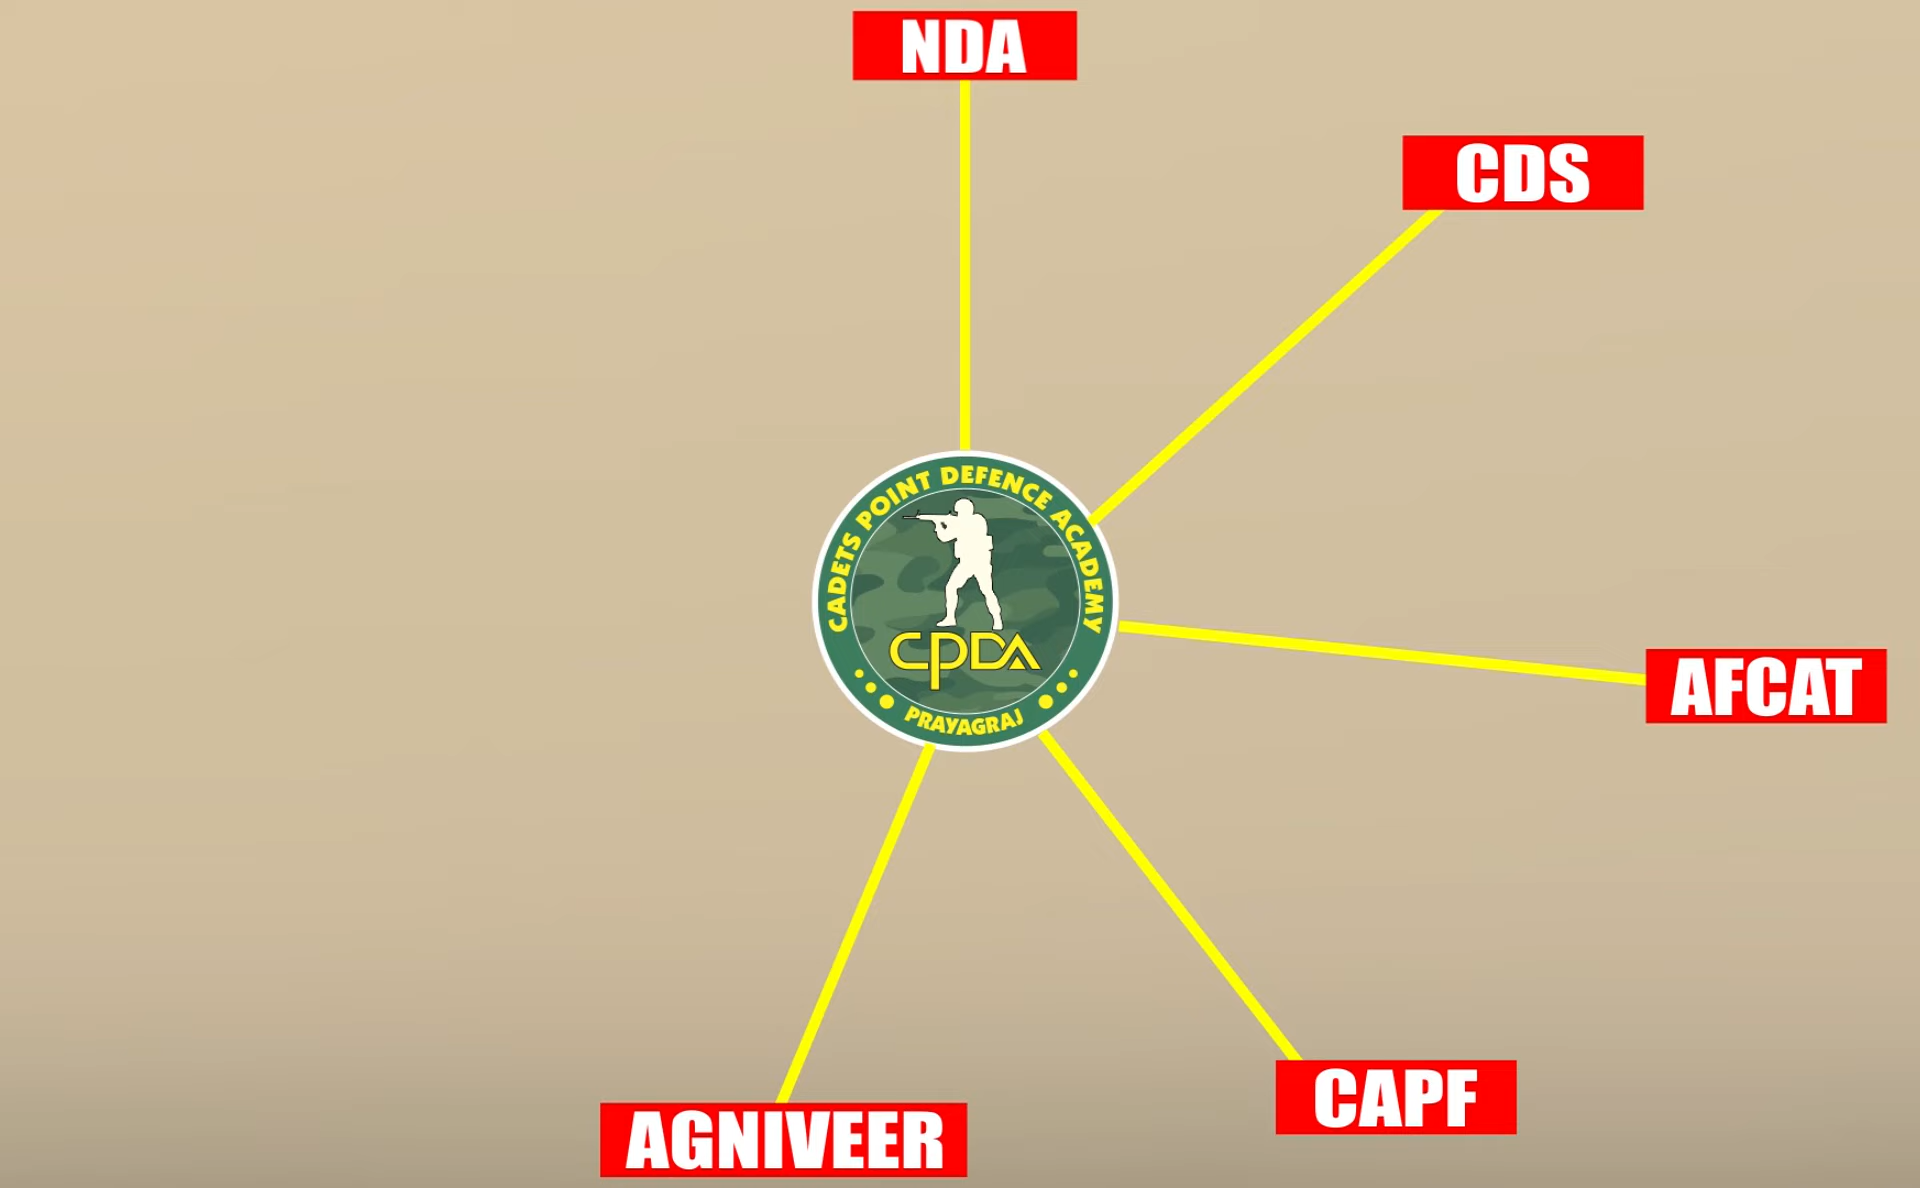 NDA
CDS
CADETS POINT DEFENCE ACADEMY
CPDA
PRAYAGRAJ
AFCAT
CAPF
AGNIVEER